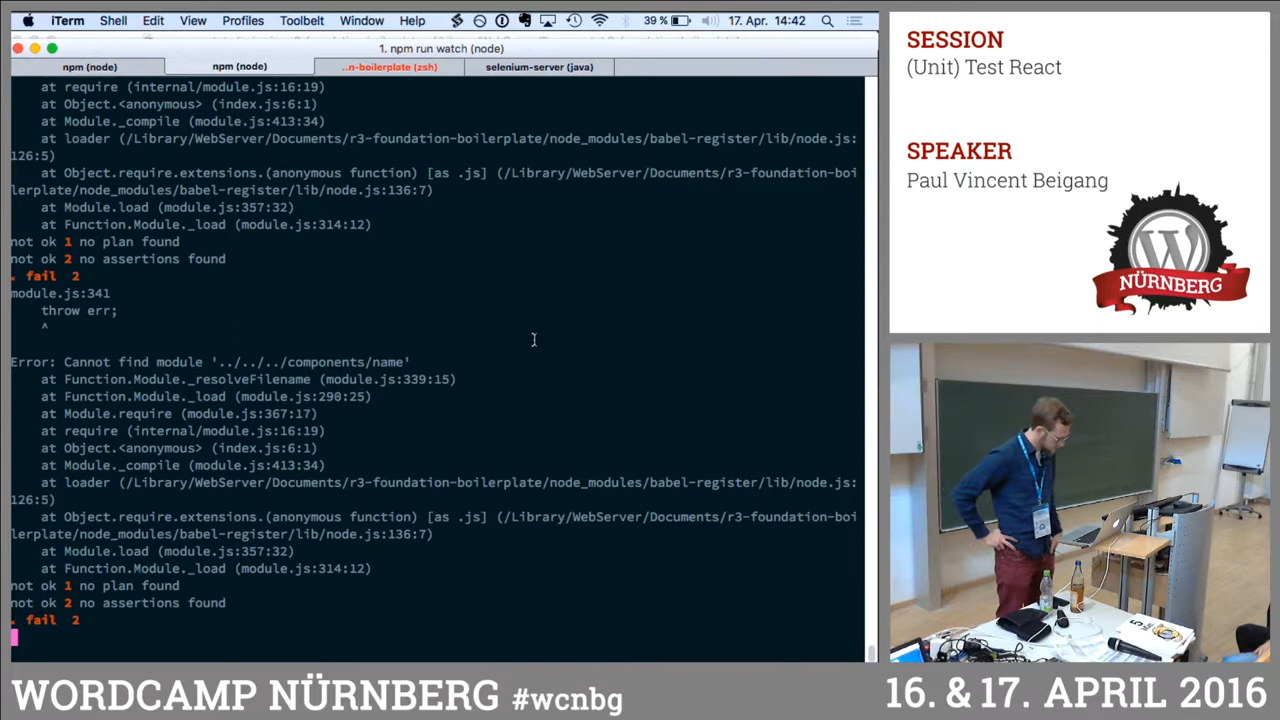 iTerm Shell Edit View Profiles Toolbelt Window Help 39 % 17. Apr. 14:42
1. npm run watch (node)
npm (node) npm (node) ..n-boilerplate (zsh) selenium-server (java)
at require (internal/module.js:16:19)
at Object.<anonymous> (index.js:6:1)
at Module._compile (module.js:413:34)
at loader (/Library/WebServer/Documents/r3-foundation-boilerplate/node_modules/babel-register/lib/node.js:
126:5)
at Object.require.extensions.(anonymous function) [as .js] (/Library/WebServer/Documents/r3-foundation-boi
lerplate/node_modules/babel-register/lib/node.js:136:7)
at Module.load (module.js:357:32)
at Function.Module._load (module.js:314:12)
not ok 1 no plan found
not ok 2 no assertions found
. fail 2
module.js:341
throw err;
^
Error: Cannot find module '../../../components/name'
at Function.Module._resolveFilename (module.js:339:15)
at Function.Module._load (module.js:290:25)
at Module.require (module.js:367:17)
at require (internal/module.js:16:19)
at Object.<anonymous> (index.js:6:1)
at Module._compile (module.js:413:34)
at loader (/Library/WebServer/Documents/r3-foundation-boilerplate/node_modules/babel-register/lib/node.js:
126:5)
at Object.require.extensions.(anonymous function) [as .js] (/Library/WebServer/Documents/r3-foundation-boi
lerplate/node_modules/babel-register/lib/node.js:136:7)
at Module.load (module.js:357:32)
at Function.Module._load (module.js:314:12)
not ok 1 no plan found
not ok 2 no assertions found
. fail 2
SESSION
(Unit) Test React
SPEAKER
Paul Vincent Beigang
W
NÜRNBERG
WORDCAMP NÜRNBERG #wcnbg
16. & 17. APRIL 2016